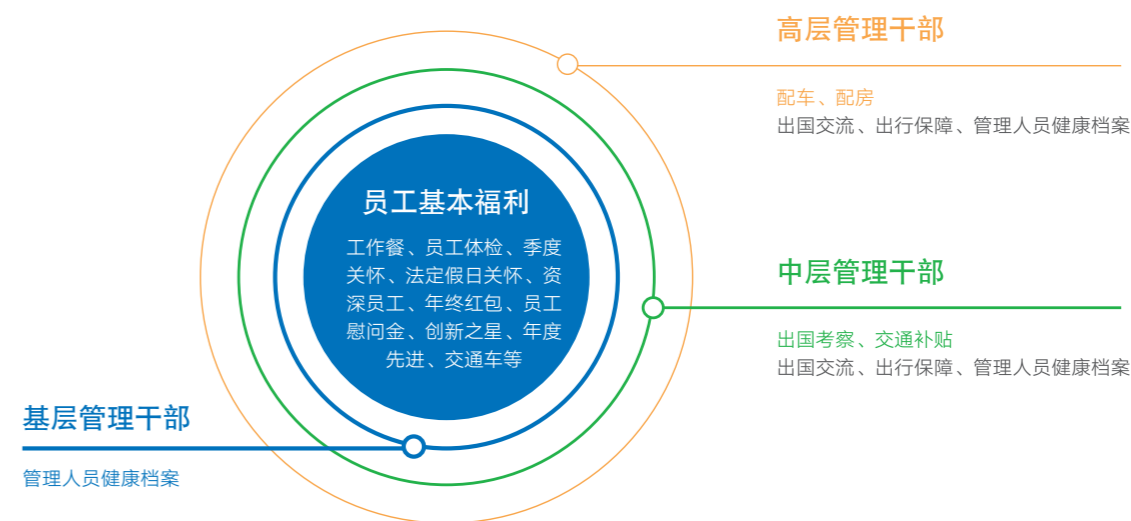 高层管理干部
配车、配房
出国交流、出行保障、管理人员健康档案
员工基本福利
工作餐、员工体检、季度
关怀、法定假日关怀、资
深员工、年终红包、员工
慰问金、创新之星、年度
先进、交通车等
中层管理干部
出国考察、交通补贴
出国交流、出行保障、管理人员健康档案
基层管理干部
管理人员健康档案